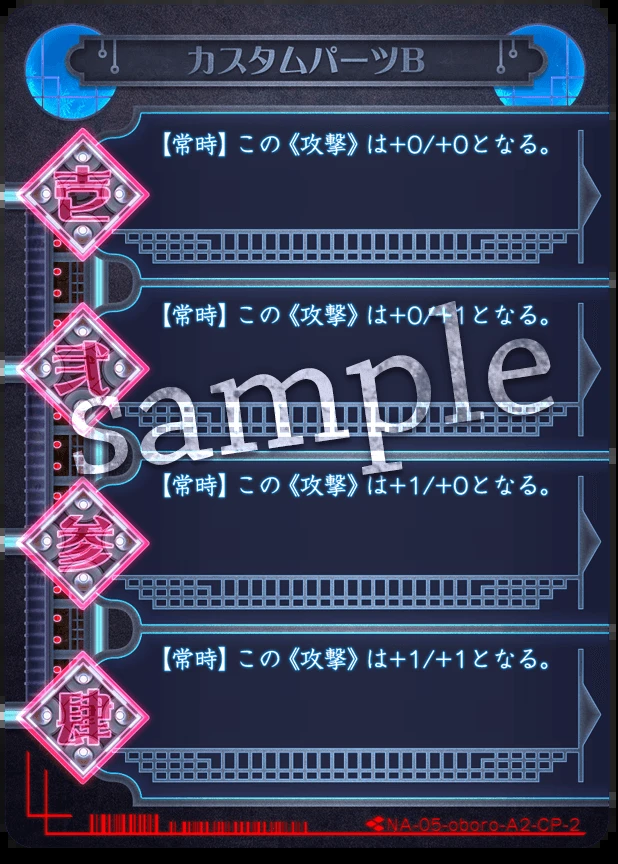 カスタムパーツB
壱
【常時】この《攻撃》は+0/+0となる。
弐
【常時】この《攻撃》は+0/+1となる。
sample
参
【常時】この《攻撃》は+1/+0となる。
肆
【常時】この《攻撃》は+1/+1となる。
NA-05-oboro-A2-CP-2